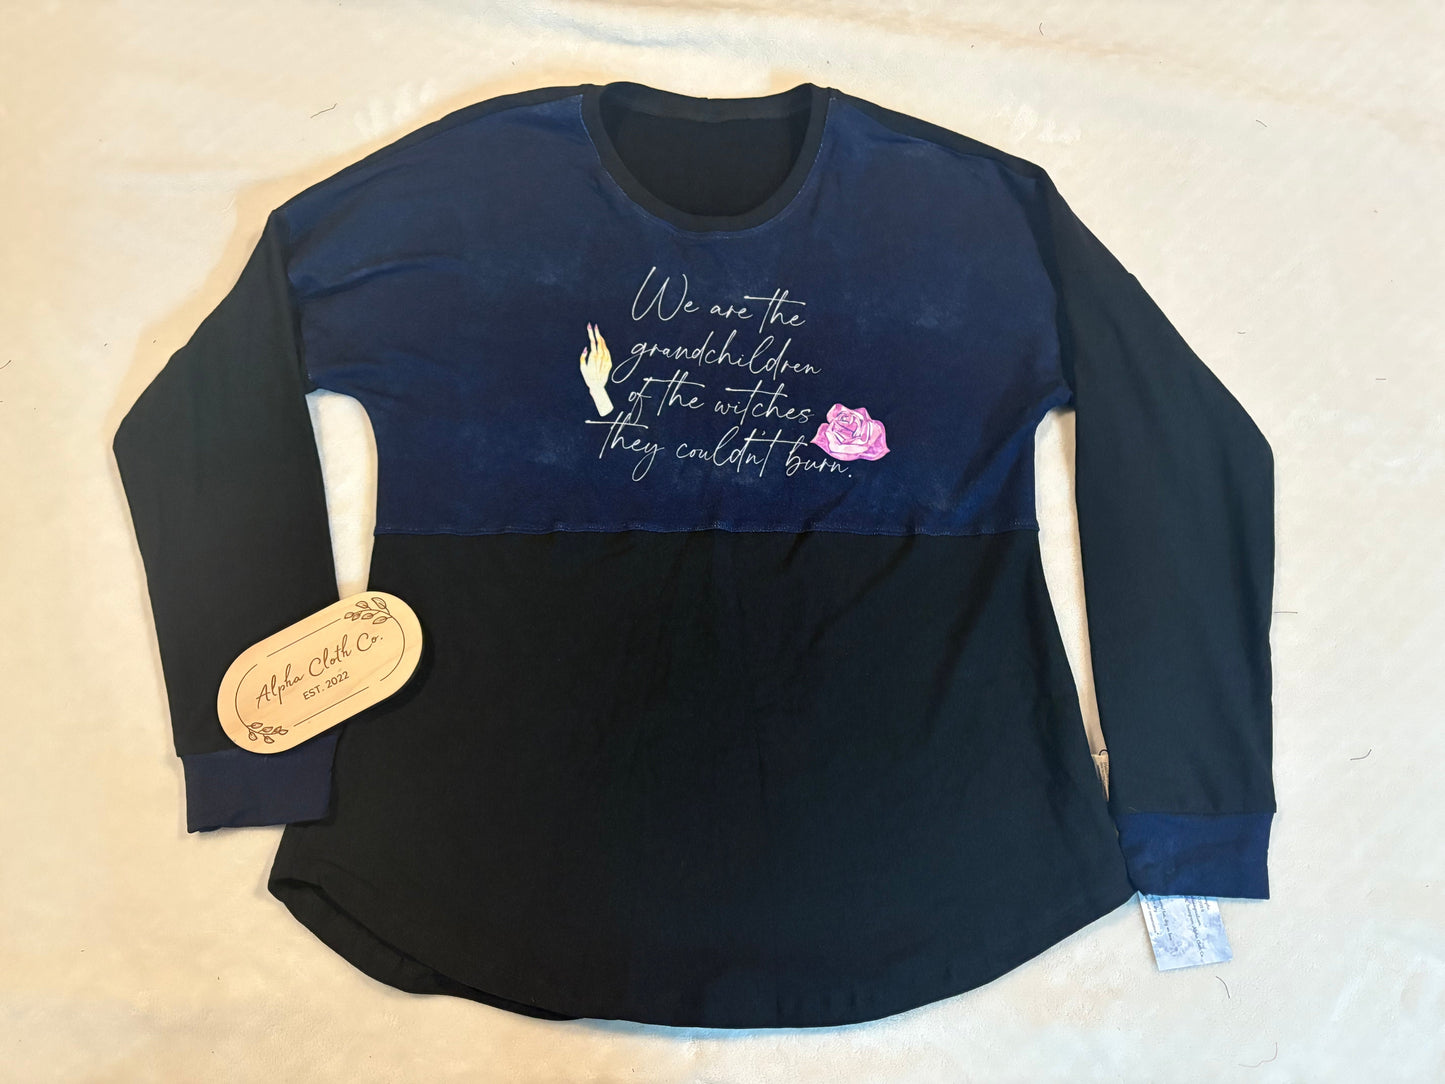 We are the
grandchildren
of the witches
they couldn't burn.
Alpha Cloth Co.
EST. 2022